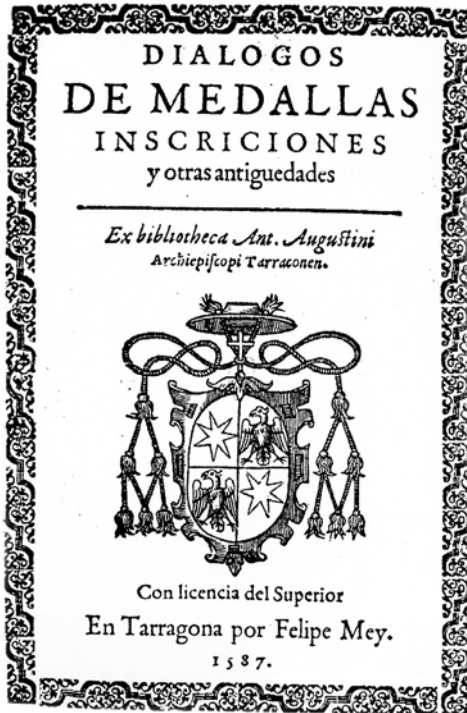 DIALOGOS
DE MEDALLAS
INSCRICIONES
y otras antiguedades
Ex bibliotheca Ant. Auguſtini
Archiepiſcopi Tarraconen.
Con licencia del Superior
En Tarragona por Felipe Mey.
1587.